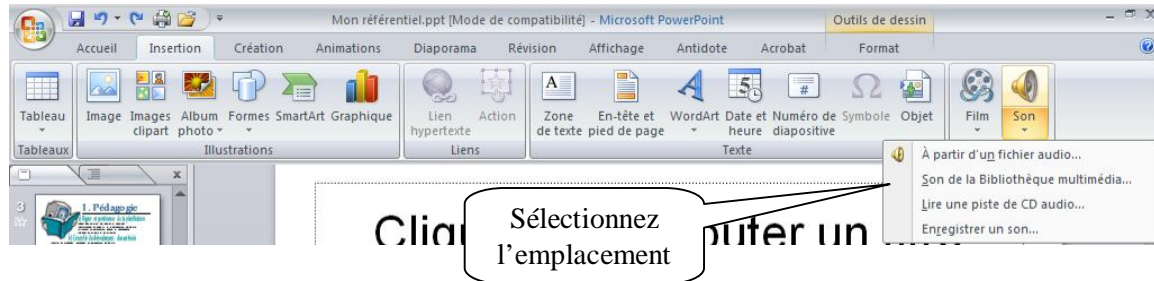 Mon référentiel.ppt [Mode de compatibilité] - Microsoft PowerPoint
Outils de dessin
Accueil Insertion Création Animations Diaporama Révision Affichage Antidote Acrobat Format
Tableau Image Images clipart Album photo Formes SmartArt Graphique Lien hypertexte Action Zone de texte En-tête et pied de page WordArt Date et heure Numéro de diapositive Symbole Objet Film Son
Tableaux Illustrations Liens Texte
À partir d'un fichier audio...
Son de la Bibliothèque multimédia...
Lire une piste de CD audio...
Enregistrer un son...
3
1. Pédagogie
Sélectionnez
l'emplacement